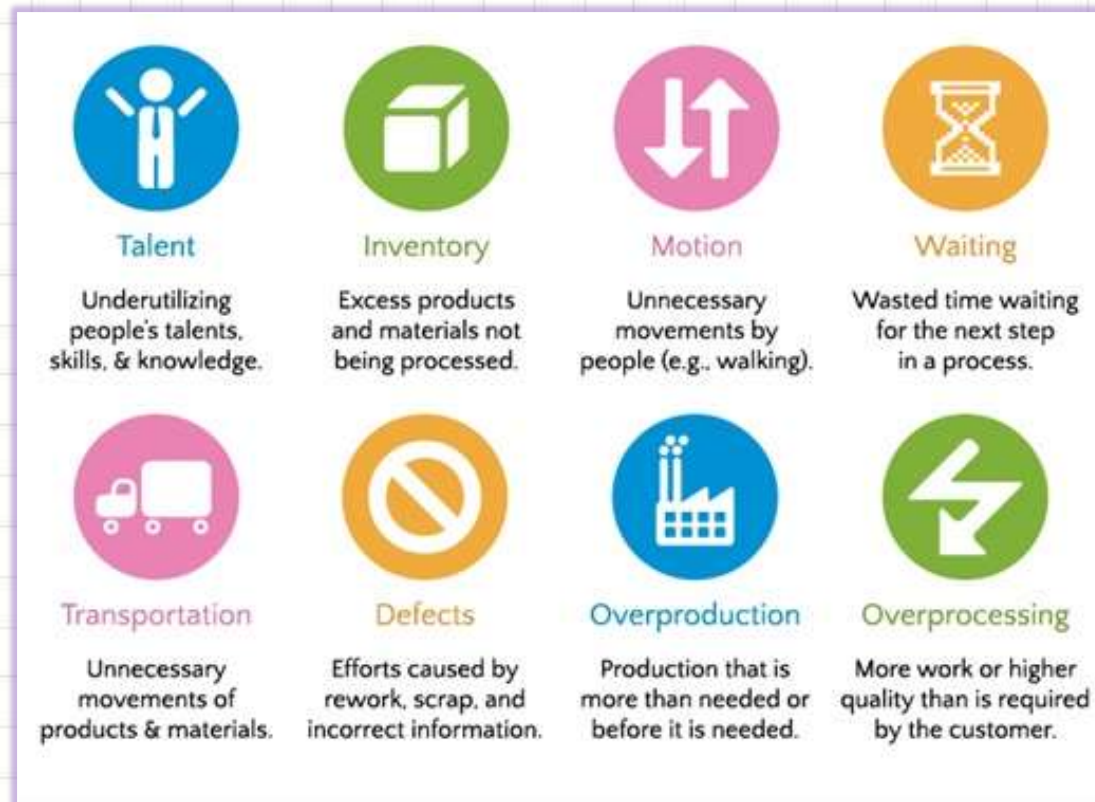 Talent
Underutilizing
people's talents,
skills, & knowledge.
Inventory
Excess products
and materials not
being processed.
Motion
Unnecessary
movements by
people (e.g., walking).
Waiting
Wasted time waiting
for the next step
in a process.
Transportation
Unnecessary
movements of
products & materials.
Defects
Efforts caused by
rework, scrap, and
incorrect information.
Overproduction
Production that is
more than needed or
before it is needed.
Overprocessing
More work or higher
quality than is required
by the customer.